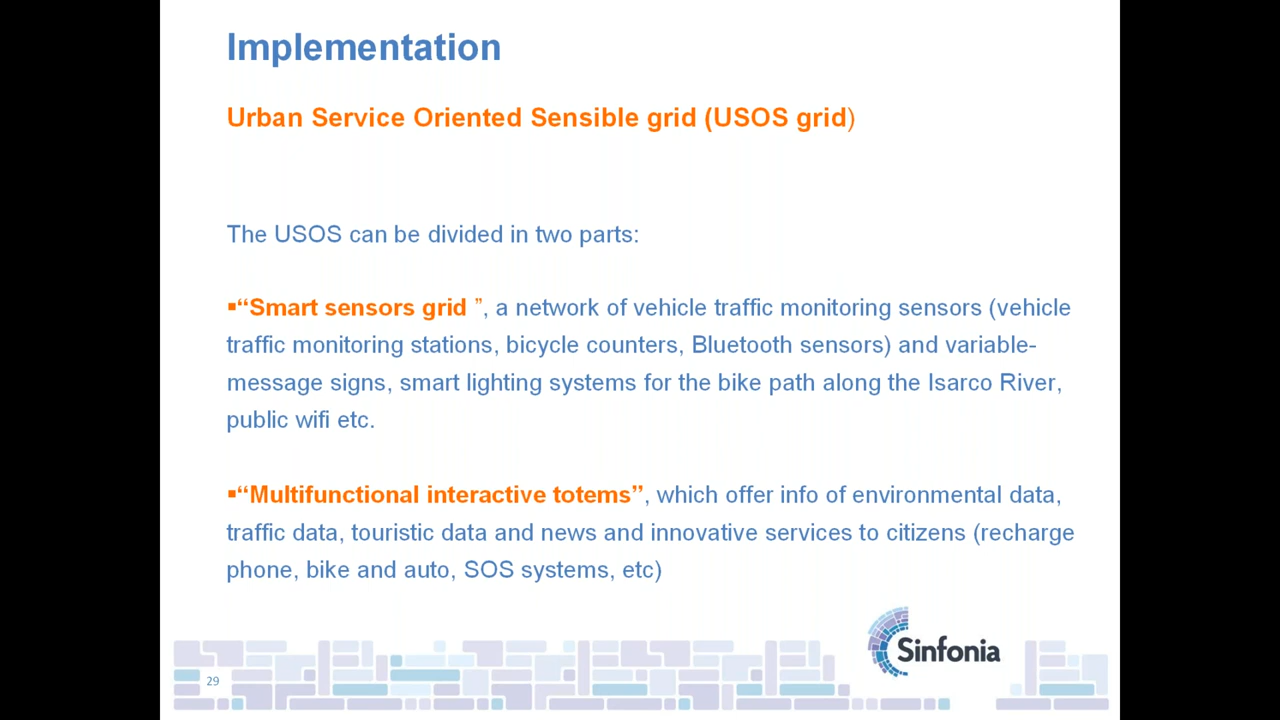 Implementation
Urban Service Oriented Sensible grid (USOS grid)
The USOS can be divided in two parts:
▪“Smart sensors grid ”, a network of vehicle traffic monitoring sensors (vehicle
traffic monitoring stations, bicycle counters, Bluetooth sensors) and variable-
message signs, smart lighting systems for the bike path along the Isarco River,
public wifi etc.
▪“Multifunctional interactive totems”, which offer info of environmental data,
traffic data, touristic data and news and innovative services to citizens (recharge
phone, bike and auto, SOS systems, etc)
Sinfonia
29